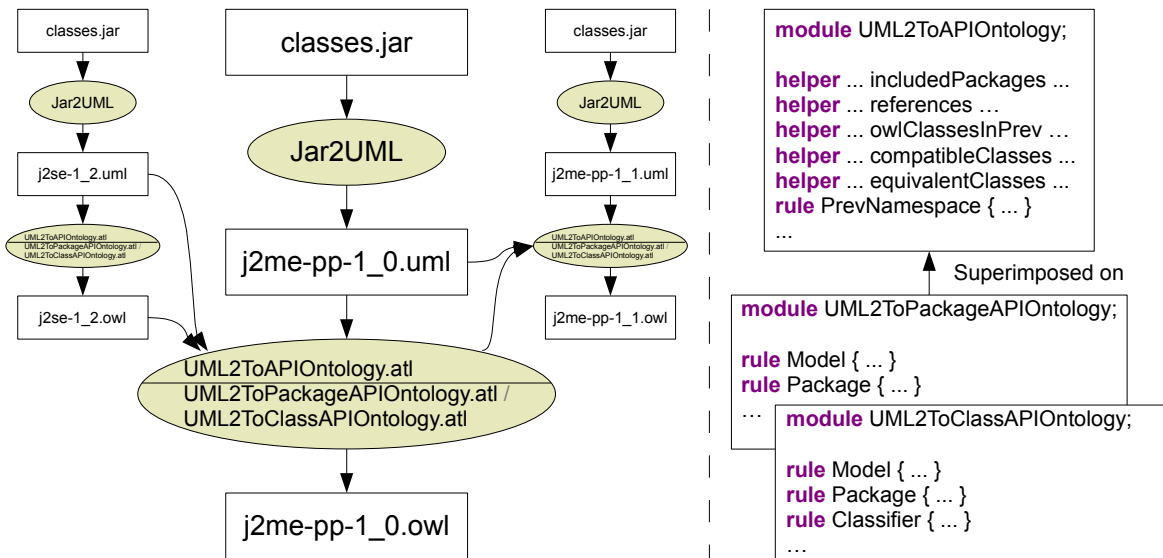 classes.jar
Jar2UML
j2se-1_2.uml
UML2ToAPIOntology.atl
UML2ToPackageAPIOntology.atl /
UML2ToClassAPIOntology.atl
j2se-1_2.owl
classes.jar
Jar2UML
j2me-pp-1_0.uml
UML2ToAPIOntology.atl
UML2ToPackageAPIOntology.atl /
UML2ToClassAPIOntology.atl
j2me-pp-1_0.owl
classes.jar
Jar2UML
j2me-pp-1_1.uml
UML2ToAPIOntology.atl
UML2ToPackageAPIOntology.atl /
UML2ToClassAPIOntology.atl
j2me-pp-1_1.owl
module UML2ToAPIOntology;
helper ... includedPackages ...
helper ... references …
helper ... owlClassesInPrev …
helper ... compatibleClasses ...
helper ... equivalentClasses ...
rule PrevNamespace { ... }
...
Superimposed on
module UML2ToPackageAPIOntology;
rule Model { ... }
rule Package { ... }
…
module UML2ToClassAPIOntology;
rule Model { ... }
rule Package { ... }
rule Classifier { ... }
…